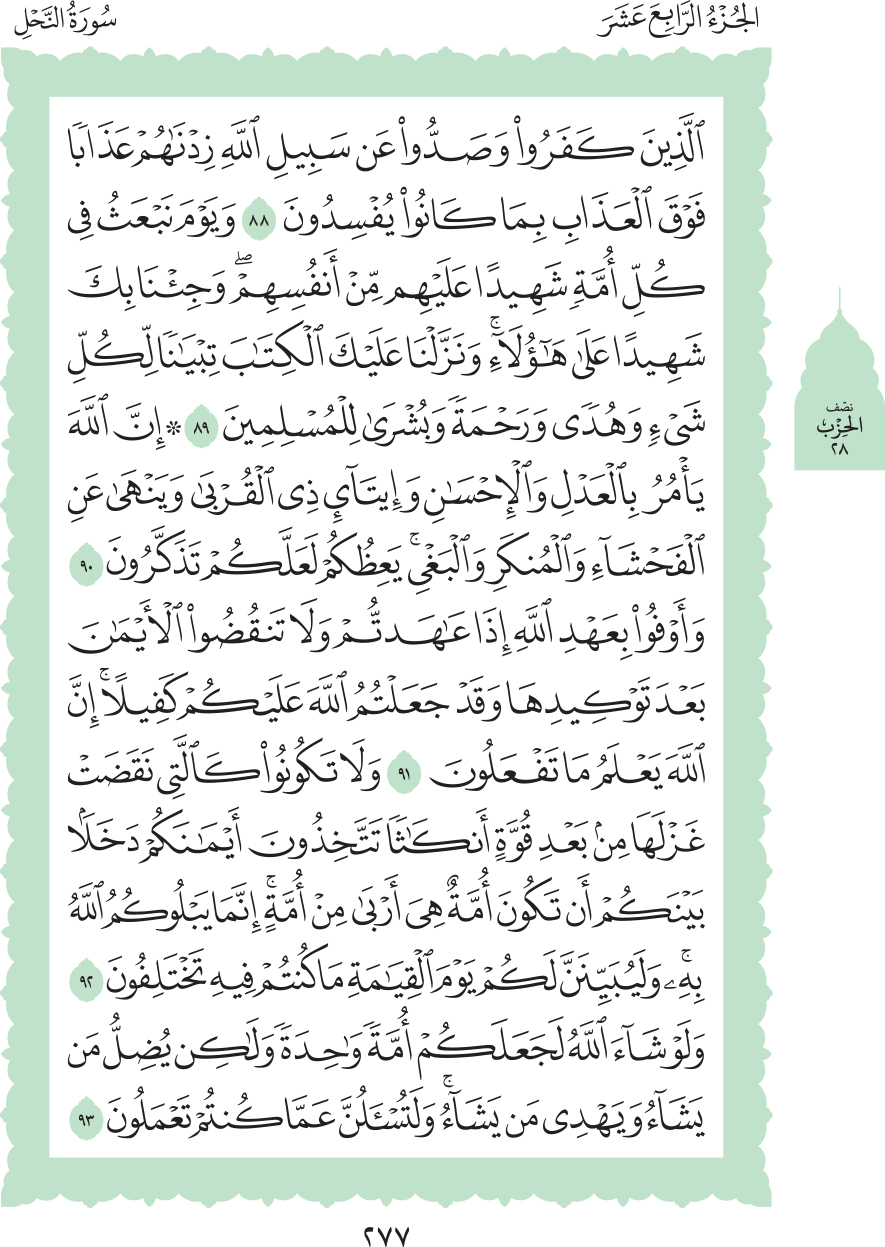 الجُزْءُ الرَّابِعَ عَشَرَ
سُورَةُ النَّحْلِ
ٱلَّذِينَ كَفَرُواْ وَصَدُّواْ عَن سَبِيلِ ٱللَّهِ زِدْنَٰهُمْ عَذَابٗا
فَوْقَ ٱلْعَذَابِ بِمَا كَانُواْ يُفْسِدُونَ ٨٨ وَيَوْمَ نَبْعَثُ فِي
كُلِّ أُمَّةٖ شَهِيدًا عَلَيْهِم مِّنْ أَنفُسِهِمْۖ وَجِئْنَا بِكَ
شَهِيدًا عَلَىٰ هَٰٓؤُلَآءِۚ وَنَزَّلْنَا عَلَيْكَ ٱلْكِتَٰبَ تِبْيَٰنٗا لِّكُلِّ
شَيْءٖ وَهُدٗى وَرَحْمَةٗ وَبُشْرَىٰ لِلْمُسْلِمِينَ ٨٩ ۞ إِنَّ ٱللَّهَ
يَأْمُرُ بِٱلْعَدْلِ وَٱلْإِحْسَٰنِ وَإِيتَآيِٕ ذِي ٱلْقُرْبَىٰ وَيَنْهَىٰ عَنِ
ٱلْفَحْشَآءِ وَٱلْمُنكَرِ وَٱلْبَغْيِۚ يَعِظُكُمْ لَعَلَّكُمْ تَذَكَّرُونَ ٩٠
وَأَوْفُواْ بِعَهْدِ ٱللَّهِ إِذَا عَٰهَدتُّمْ وَلَا تَنقُضُواْ ٱلْأَيْمَٰنَ
بَعْدَ تَوْكِيدِهَا وَقَدْ جَعَلْتُمُ ٱللَّهَ عَلَيْكُمْ كَفِيلًاۚ إِنَّ
ٱللَّهَ يَعْلَمُ مَا تَفْعَلُونَ ٩١ وَلَا تَكُونُواْ كَٱلَّتِي نَقَضَتْ
غَزْلَهَا مِنۢ بَعْدِ قُوَّةٍ أَنكَٰثٗا تَتَّخِذُونَ أَيْمَٰنَكُمْ دَخَلَۢا
بَيْنَكُمْ أَن تَكُونَ أُمَّةٌ هِيَ أَرْبَىٰ مِنْ أُمَّةٍۚ إِنَّمَا يَبْلُوكُمُ ٱللَّهُ
بِهِۦۚ وَلَيُبَيِّنَنَّ لَكُمْ يَوْمَ ٱلْقِيَٰمَةِ مَا كُنتُمْ فِيهِ تَخْتَلِفُونَ ٩٢
وَلَوْ شَآءَ ٱللَّهُ لَجَعَلَكُمْ أُمَّةٗ وَٰحِدَةٗ وَلَٰكِن يُضِلُّ مَن
يَشَآءُ وَيَهْدِي مَن يَشَآءُۚ وَلَتُسْـَٔلُنَّ عَمَّا كُنتُمْ تَعْمَلُونَ ٩٣
نصف
الحِزْب
٢٨
٢٧٧